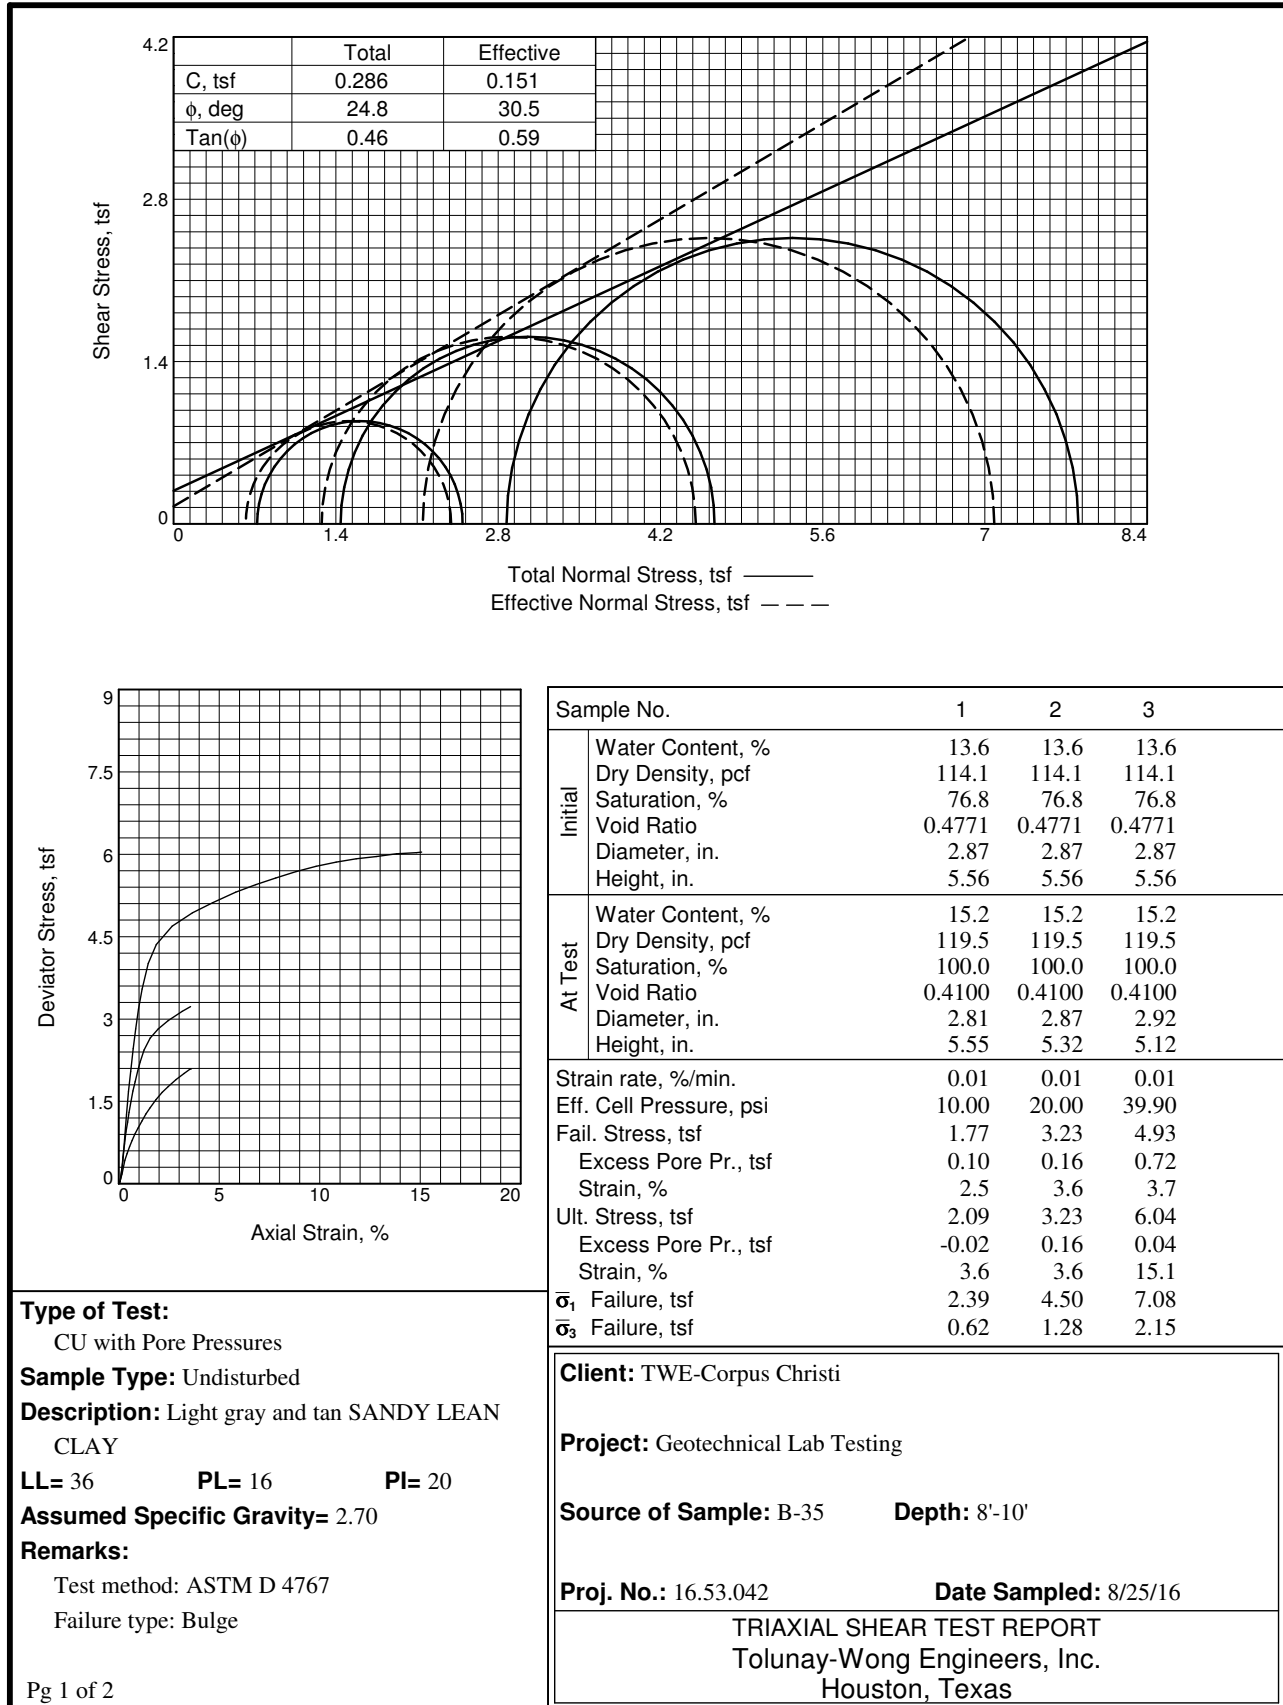 4.2
2.8
1.4
0
Shear Stress, tsf
Total Effective
C, tsf 0.286 0.151
ϕ, deg 24.8 30.5
Tan(ϕ) 0.46 0.59
0 1.4 2.8 4.2 5.6 7 8.4
Total Normal Stress, tsf
Effective Normal Stress, tsf
9
7.5
6
4.5
3
1.5
0
Deviator Stress, tsf
0 5 10 15 20
Axial Strain, %
Sample No. 1 2 3
Initial
Water Content, % 13.6 13.6 13.6
Dry Density, pcf 114.1 114.1 114.1
Saturation, % 76.8 76.8 76.8
Void Ratio 0.4771 0.4771 0.4771
Diameter, in. 2.87 2.87 2.87
Height, in. 5.56 5.56 5.56
At Test
Water Content, % 15.2 15.2 15.2
Dry Density, pcf 119.5 119.5 119.5
Saturation, % 100.0 100.0 100.0
Void Ratio 0.4100 0.4100 0.4100
Diameter, in. 2.81 2.87 2.92
Height, in. 5.55 5.32 5.12
Strain rate, %/min. 0.01 0.01 0.01
Eff. Cell Pressure, psi 10.00 20.00 39.90
Fail. Stress, tsf 1.77 3.23 4.93
Excess Pore Pr., tsf 0.10 0.16 0.72
Strain, % 2.5 3.6 3.7
Ult. Stress, tsf 2.09 3.23 6.04
Excess Pore Pr., tsf -0.02 0.16 0.04
Strain, % 3.6 3.6 15.1
σ̅₁ Failure, tsf 2.39 4.50 7.08
σ̅₃ Failure, tsf 0.62 1.28 2.15
Type of Test:
CU with Pore Pressures
Sample Type: Undisturbed
Description: Light gray and tan SANDY LEAN
CLAY
LL= 36 PL= 16 PI= 20
Assumed Specific Gravity= 2.70
Remarks:
Test method: ASTM D 4767
Failure type: Bulge
Pg 1 of 2
Client: TWE-Corpus Christi
Project: Geotechnical Lab Testing
Source of Sample: B-35 Depth: 8'-10'
Proj. No.: 16.53.042 Date Sampled: 8/25/16
TRIAXIAL SHEAR TEST REPORT
Tolunay-Wong Engineers, Inc.
Houston, Texas